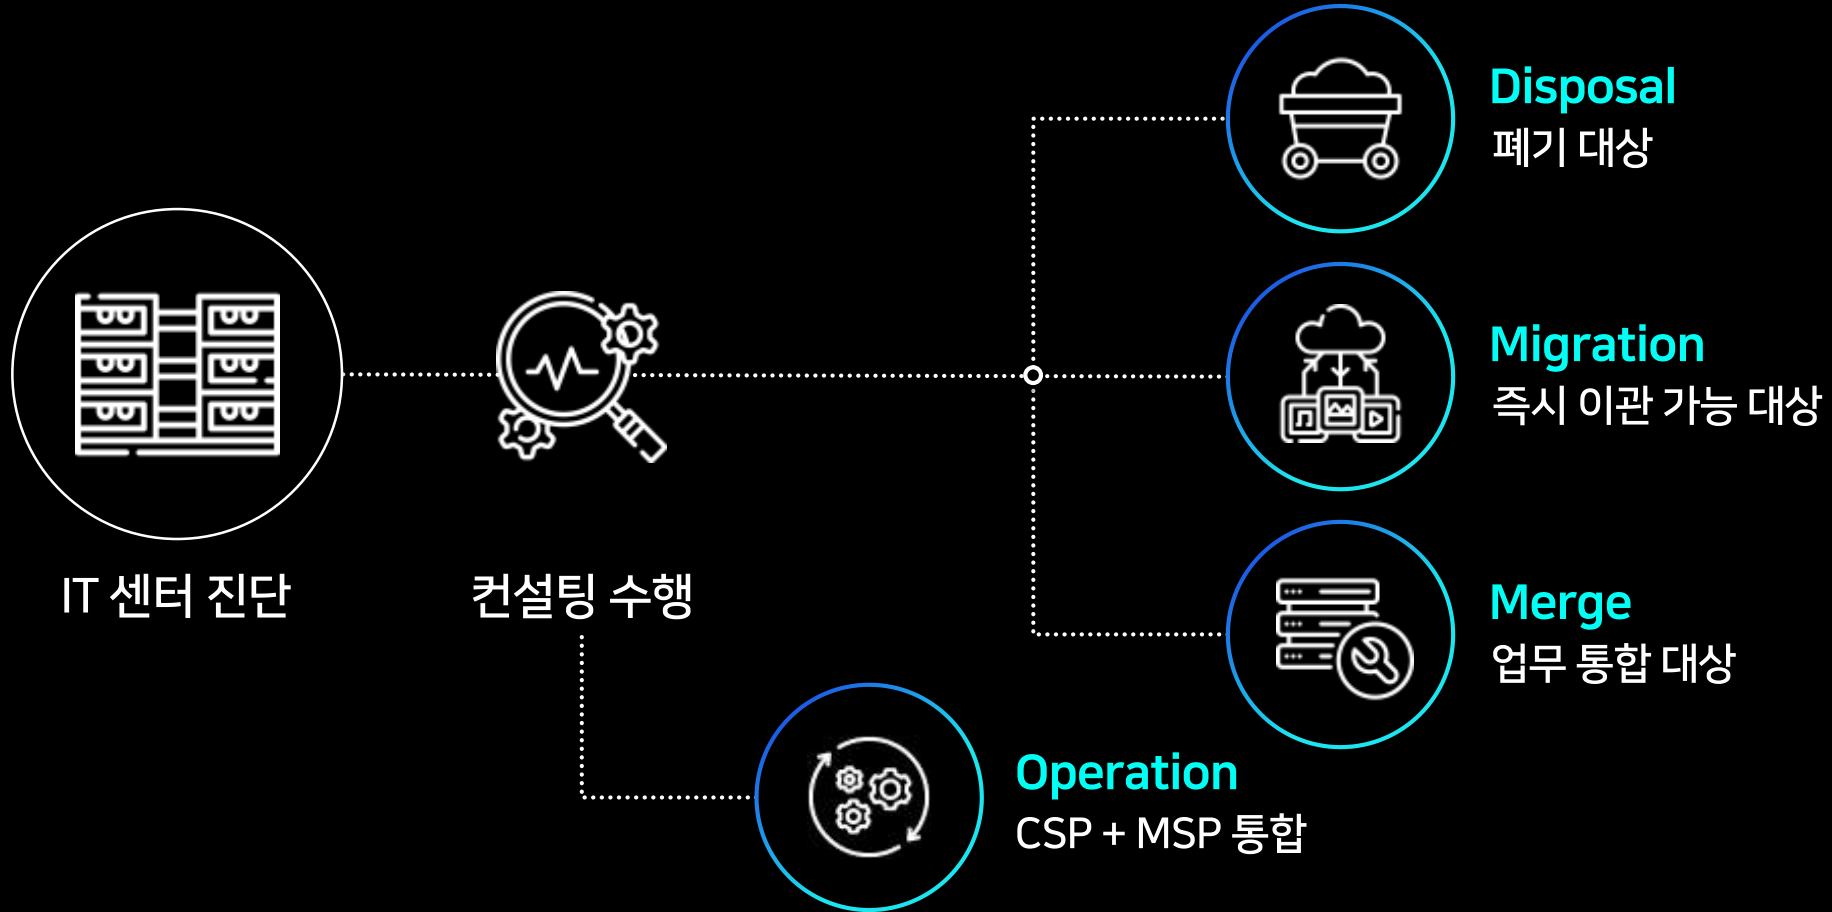 IT 센터 진단
컨설팅 수행
Disposal
폐기 대상
Migration
즉시 이관 가능 대상
Merge
업무 통합 대상
Operation
CSP + MSP 통합